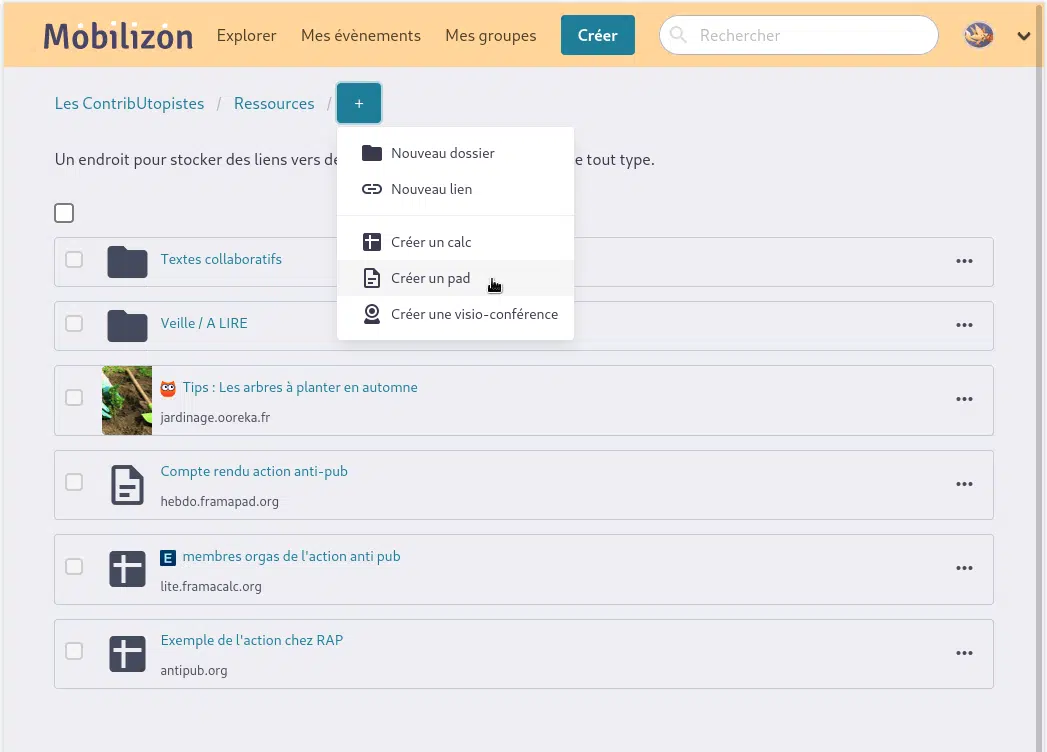 Mobilizon Explorer Mes évènements Mes groupes Créer Rechercher
Les ContribUtopistes / Ressources / +
Nouveau dossier
Un endroit pour stocker des liens vers de e tout type.
Nouveau lien
Créer un calc
Textes collaboratifs
Créer un pad
Créer une visio-conférence
Veille / A LIRE
Tips : Les arbres à planter en automne
jardinage.ooreka.fr
Compte rendu action anti-pub
hebdo.framapad.org
E membres orgas de l'action anti pub
lite.framacalc.org
Exemple de l'action chez RAP
antipub.org